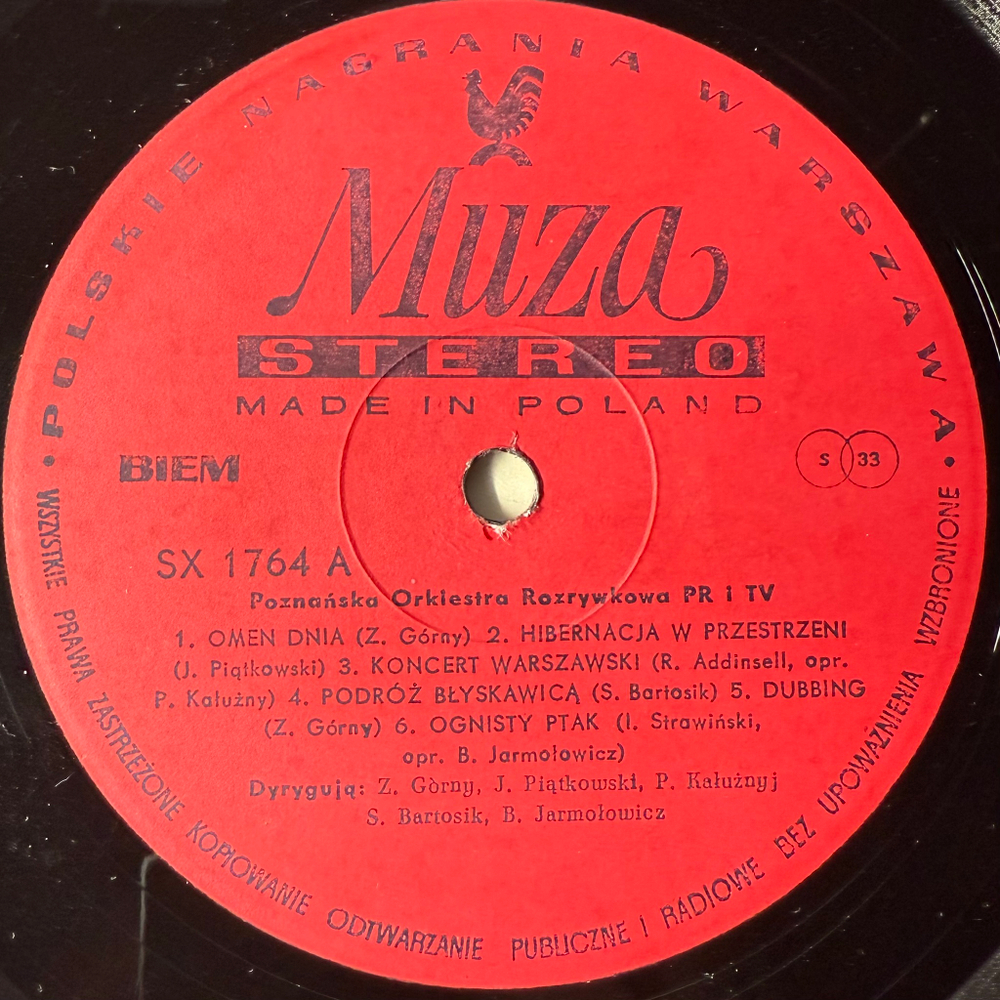 POLSKIE NAGRANIA WARSZAWA
Muza
STEREO
MADE IN POLAND
BIEM
S 33
SX 1764 A
Poznańska Orkiestra Rozrywkowa PR i TV
1. OMEN DNIA (Z. Górny) 2. HIBERNACJA W PRZESTRZENI
(J. Piątkowski) 3. KONCERT WARSZAWSKI (R. Addinsell, opr.
P. Kałużny) 4. PODRÓŻ BŁYSKAWICĄ (S. Bartosik) 5. DUBBING
(Z. Górny) 6. OGNISTY PTAK (I. Strawiński,
opr. B. Jarmołowicz)
Dyrygują: Z. Gòrny, J. Piątkowski, P. Kałużnyj
S. Bartosik, B. Jarmołowicz
• WSZYSTKIE PRAWA ZASTRZEŻONE KOPIOWANIE ODTWARZANIE PUBLICZNE I RADIOWE BEZ UPOWAŻNIENIA WZBRONIONE •